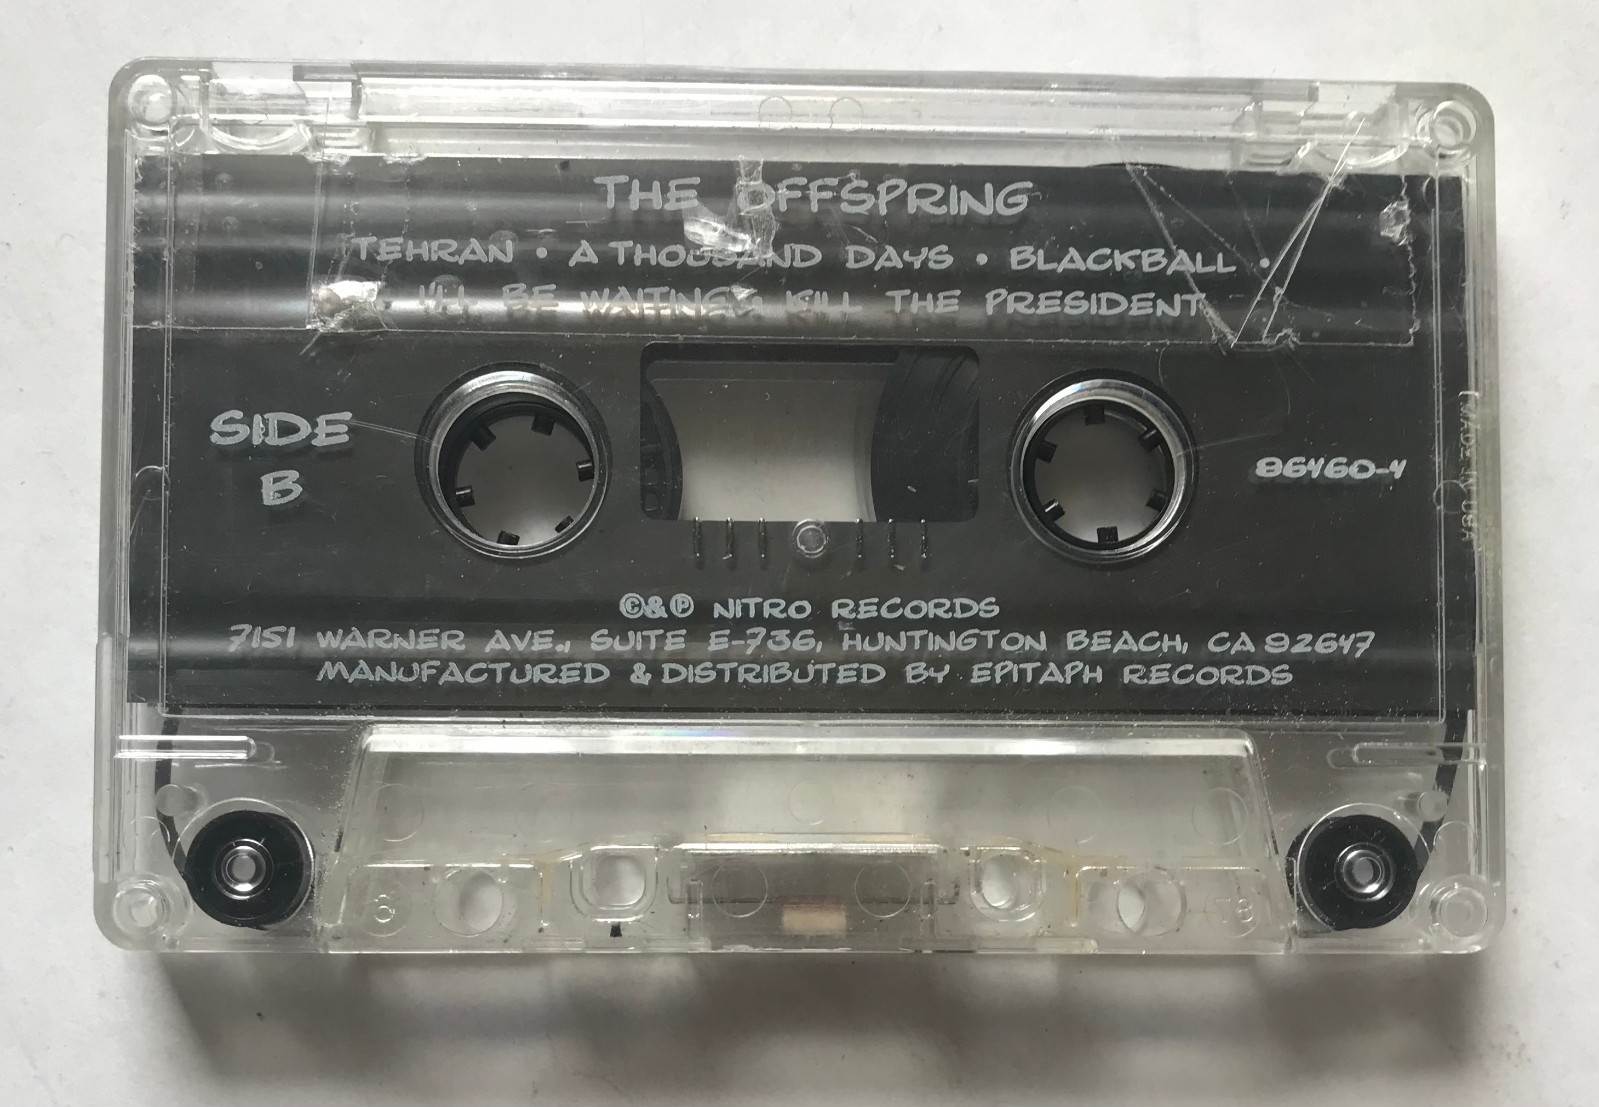 THE OFFSPRING
TEHRAN • A THOUSAND DAYS • BLACKBALL •
I'LL BE WAITING • KILL THE PRESIDENT
SIDE
B
86460-4
©&℗ NITRO RECORDS
7151 WARNER AVE., SUITE E-736, HUNTINGTON BEACH, CA 92647
MANUFACTURED & DISTRIBUTED BY EPITAPH RECORDS
MADE IN USA
6